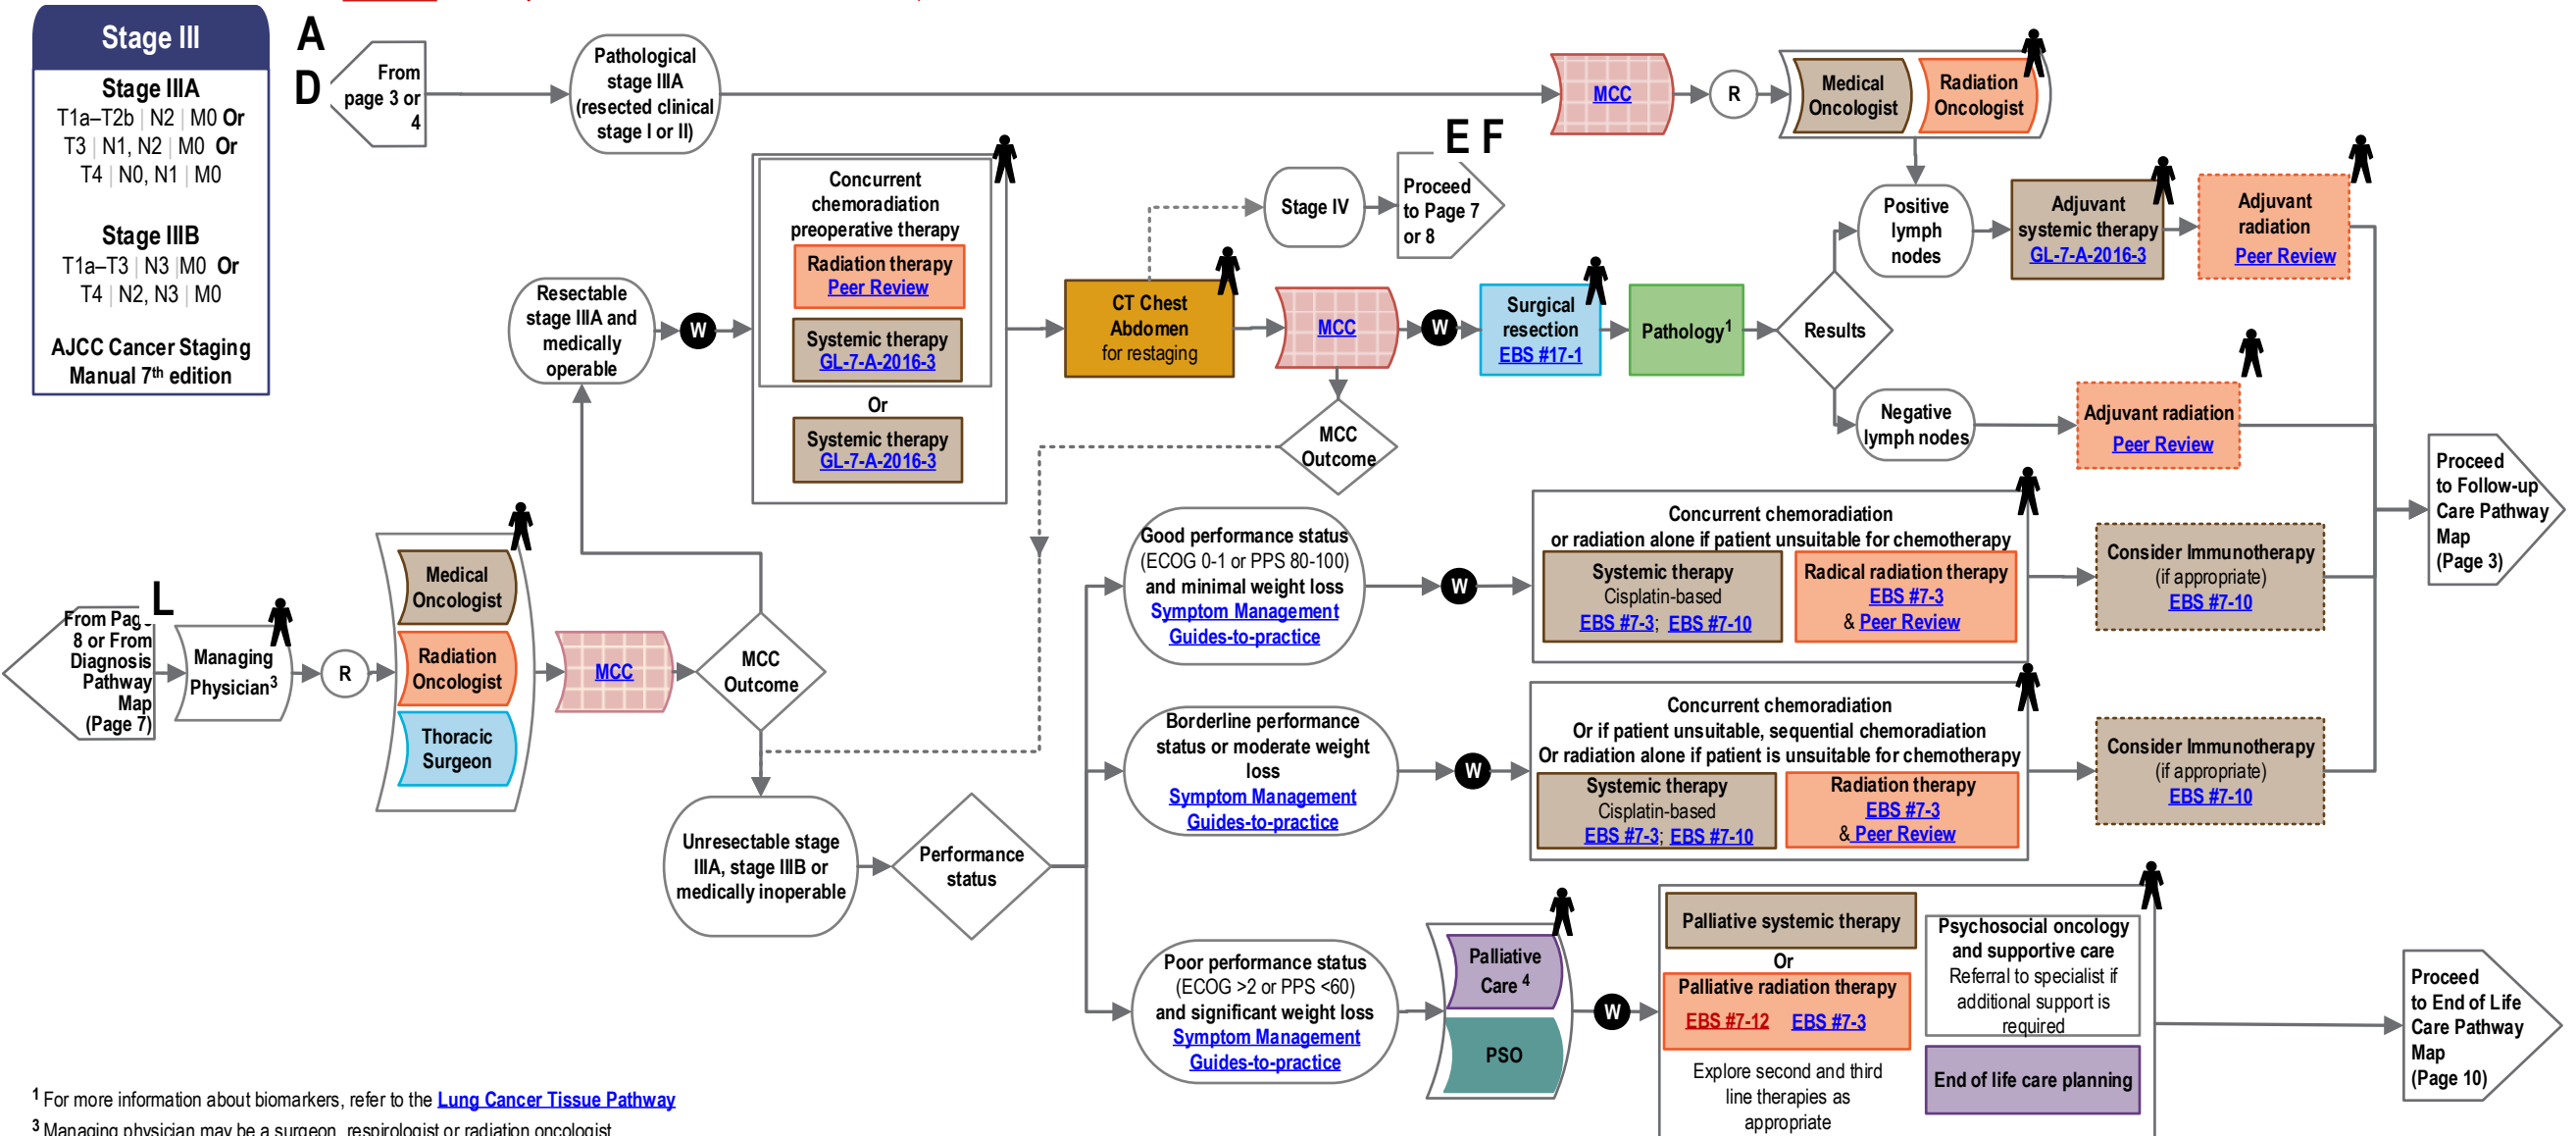 Stage III
Stage IIIA
T1a–T2b | N2 | M0 Or
T3 | N1, N2 | M0 Or
T4 | N0, N1 | M0
Stage IIIB
T1a–T3 | N3 |M0 Or
T4 | N2, N3 | M0
AJCC Cancer Staging
Manual 7th edition
A
D
From
page 3 or
4
Pathological
stage IIIA
(resected clinical
stage I or II)
MCC
R
Medical
Oncologist
Radiation
Oncologist
E F
Stage IV
Proceed
to Page 7
or 8
Resectable
stage IIIA and
medically
operable
W
Concurrent
chemoradiation
preoperative therapy
Radiation therapy
Peer Review
Systemic therapy
GL-7-A-2016-3
Or
Systemic therapy
GL-7-A-2016-3
CT Chest
Abdomen
for restaging
MCC
W
Surgical
resection
EBS #17-1
Pathology1
Results
Positive
lymph
nodes
Adjuvant
systemic therapy
GL-7-A-2016-3
Adjuvant
radiation
Peer Review
Negative
lymph nodes
Adjuvant radiation
Peer Review
MCC
Outcome
Proceed
to Follow-up
Care Pathway
Map
(Page 3)
L
From Page
8 or From
Diagnosis
Pathway
Map
(Page 7)
Managing
Physician3
R
Medical
Oncologist
Radiation
Oncologist
Thoracic
Surgeon
MCC
MCC
Outcome
Unresectable stage
IIIA, stage IIIB or
medically inoperable
Performance
status
Good performance status
(ECOG 0-1 or PPS 80-100)
and minimal weight loss
Symptom Management
Guides-to-practice
W
Concurrent chemoradiation
or radiation alone if patient unsuitable for chemotherapy
Systemic therapy
Cisplatin-based
EBS #7-3; EBS #7-10
Radical radiation therapy
EBS #7-3
& Peer Review
Consider Immunotherapy
(if appropriate)
EBS #7-10
Borderline performance
status or moderate weight
loss
Symptom Management
Guides-to-practice
W
Concurrent chemoradiation
Or if patient unsuitable, sequential chemoradiation
Or radiation alone if patient is unsuitable for chemotherapy
Systemic therapy
Cisplatin-based
EBS #7-3; EBS #7-10
Radiation therapy
EBS #7-3
& Peer Review
Consider Immunotherapy
(if appropriate)
EBS #7-10
Poor performance status
(ECOG >2 or PPS <60)
and significant weight loss
Symptom Management
Guides-to-practice
Palliative
Care 4
PSO
W
Palliative systemic therapy
Or
Palliative radiation therapy
EBS #7-12 EBS #7-3
Explore second and third
line therapies as
appropriate
Psychosocial oncology
and supportive care
Referral to specialist if
additional support is
required
End of life care planning
Proceed
to End of Life
Care Pathway
Map
(Page 10)
1 For more information about biomarkers, refer to the Lung Cancer Tissue Pathway
3 Managing physician may be a surgeon, respirologist or radiation oncologist